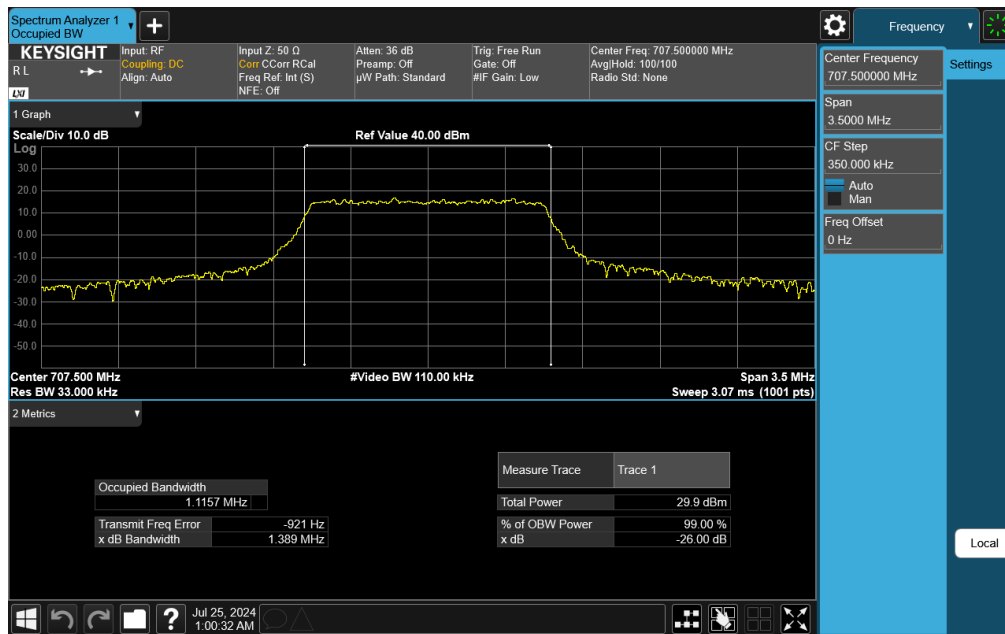 Spectrum Analyzer 1
Occupied BW
Frequency
KEYSIGHT
R L
LXI
Input: RF
Coupling: DC
Align: Auto
Input Z: 50 Ω
Corr CCorr RCal
Freq Ref: Int (S)
NFE: Off
Atten: 36 dB
Preamp: Off
µW Path: Standard
Trig: Free Run
Gate: Off
#IF Gain: Low
Center Freq: 707.500000 MHz
Avg|Hold: 100/100
Radio Std: None
Center Frequency
707.500000 MHz
Settings
Span
3.5000 MHz
CF Step
350.000 kHz
Auto
Man
Freq Offset
0 Hz
1 Graph
Scale/Div 10.0 dB
Ref Value 40.00 dBm
Log
30.0
20.0
10.0
0.00
-10.0
-20.0
-30.0
-40.0
-50.0
Center 707.500 MHz
#Video BW 110.00 kHz
Span 3.5 MHz
Res BW 33.000 kHz
Sweep 3.07 ms (1001 pts)
2 Metrics
Occupied Bandwidth
1.1157 MHz
Transmit Freq Error -921 Hz
x dB Bandwidth 1.389 MHz
Measure Trace Trace 1
Total Power 29.9 dBm
% of OBW Power 99.00 %
x dB -26.00 dB
Local
Jul 25, 2024
1:00:32 AM